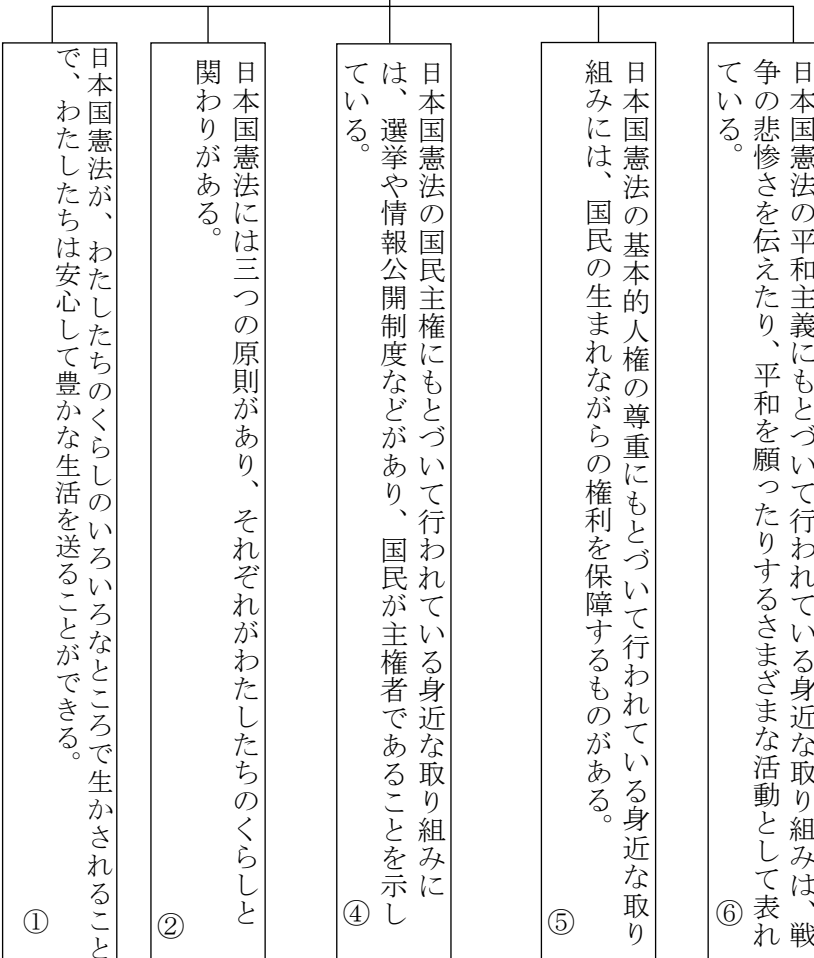 日本国憲法の平和主義にもとづいて行われている身近な取り組みは、戦
争の悲惨さを伝えたり、平和を願ったりするさまざまな活動として表れ
ている。
⑥
日本国憲法の基本的人権の尊重にもとづいて行われている身近な取り
組みには、国民の生まれながらの権利を保障するものがある。
⑤
日本国憲法の国民主権にもとづいて行われている身近な取り組みに
は、選挙や情報公開制度などがあり、国民が主権者であることを示し
ている。
④
日本国憲法には三つの原則があり、それぞれがわたしたちのくらしと
関わりがある。
②
日本国憲法が、わたしたちのくらしのいろいろなところで生かされること
で、わたしたちは安心して豊かな生活を送ることができる。
①